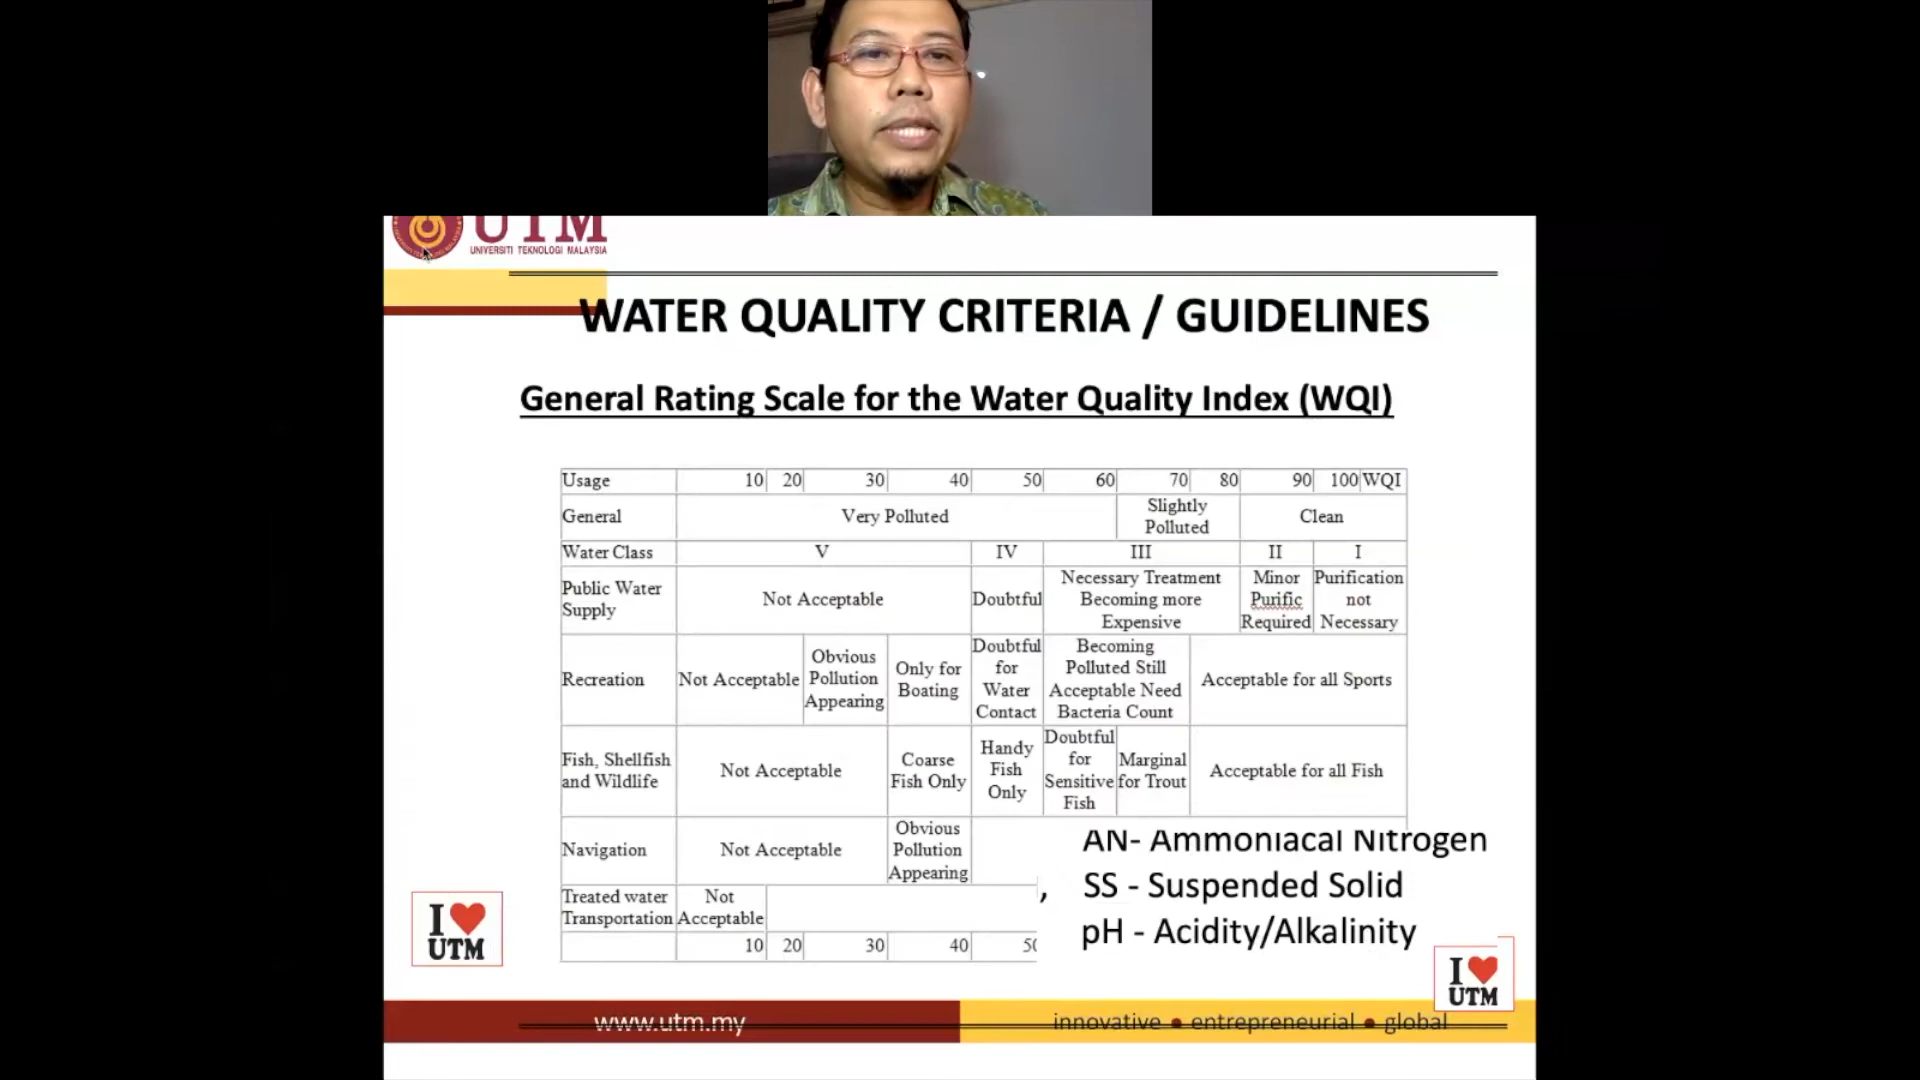 UTM
UNIVERSITI TEKNOLOGI MALAYSIA
WATER QUALITY CRITERIA / GUIDELINES
General Rating Scale for the Water Quality Index (WQI)
Usage 10 20 30 40 50 60 70 80 90 100 WQI
General Very Polluted Slightly Polluted Clean
Water Class V IV III II I
Public Water Supply Not Acceptable Doubtful Necessary Treatment Becoming more Expensive Minor Purific Required Purification not Necessary
Recreation Not Acceptable Obvious Pollution Appearing Only for Boating Doubtful for Water Contact Becoming Polluted Still Acceptable Need Bacteria Count Acceptable for all Sports
Fish, Shellfish and Wildlife Not Acceptable Coarse Fish Only Handy Fish Only Doubtful for Sensitive Fish Marginal for Trout Acceptable for all Fish
Navigation Not Acceptable Obvious Pollution Appearing
Treated water Transportation Not Acceptable
10 20 30 40 50
AN- Ammoniacal Nitrogen
, SS - Suspended Solid
pH - Acidity/Alkalinity
I UTM
I UTM
www.utm.my
innovative ● entrepreneurial ● global